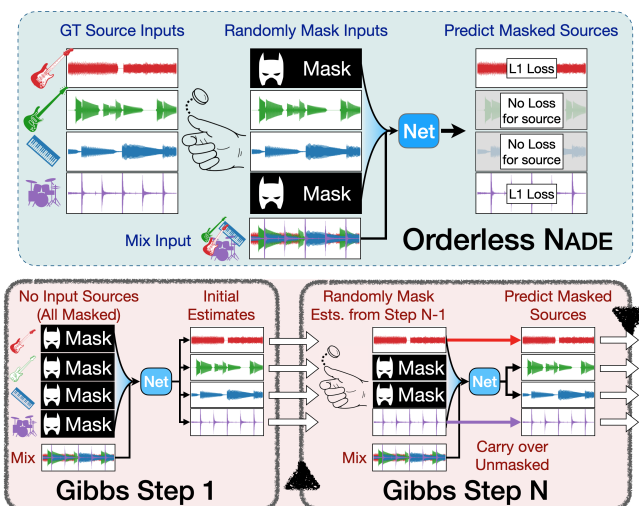 GT Source Inputs
Randomly Mask Inputs
Predict Masked Sources
Mask
L1 Loss
No Loss
for source
Net
No Loss
for source
Mask
L1 Loss
Mix Input
Orderless NADE
No Input Sources
(All Masked)
Initial
Estimates
Randomly Mask
Ests. from Step N-1
Predict Masked
Sources
Mask
Mask
Mask
Mask
Net
Mask
Mask
Net
Mix
Mix
Carry over
Unmasked
Gibbs Step 1
Gibbs Step N